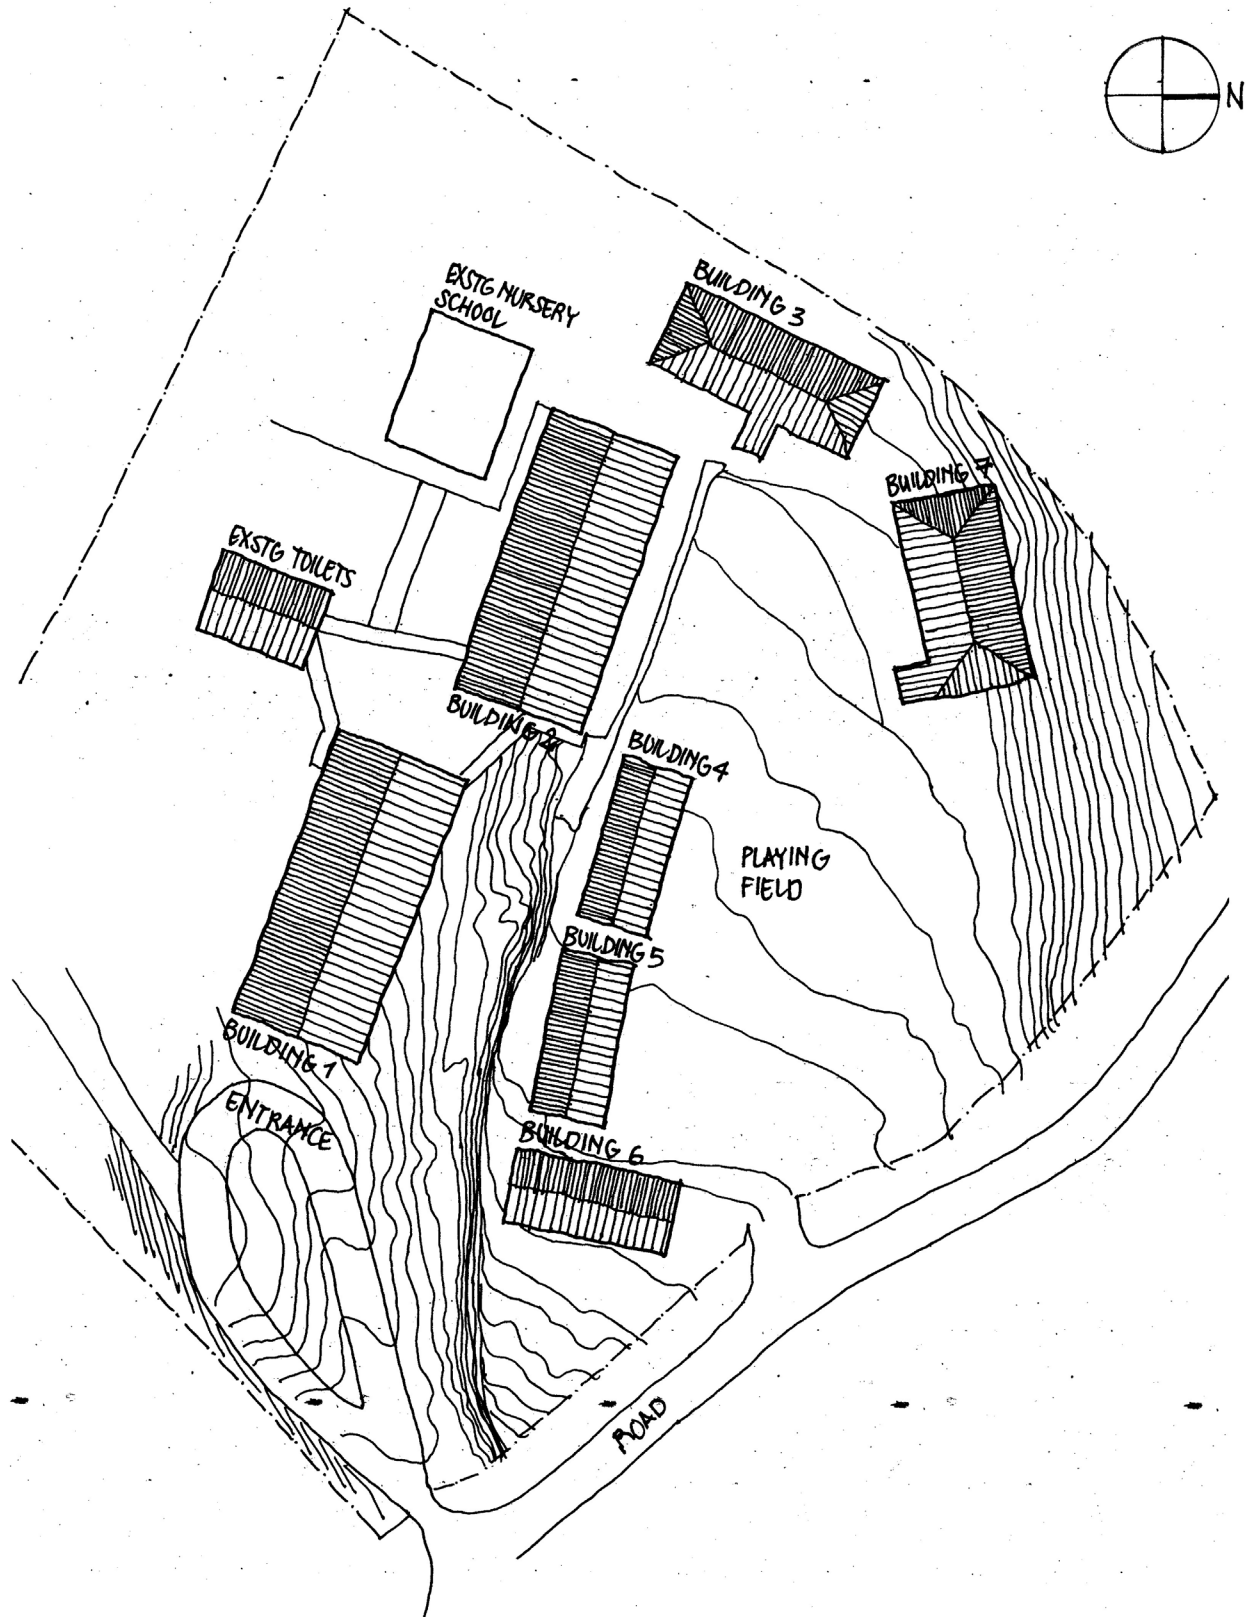 N
BUILDING 3
EXSTG NURSERY
SCHOOL
BUILDING 7
EXSTG TOILETS
BUILDING 2
BUILDING 4
PLAYING
FIELD
BUILDING 5
BUILDING 1
ENTRANCE
BUILDING 6
ROAD